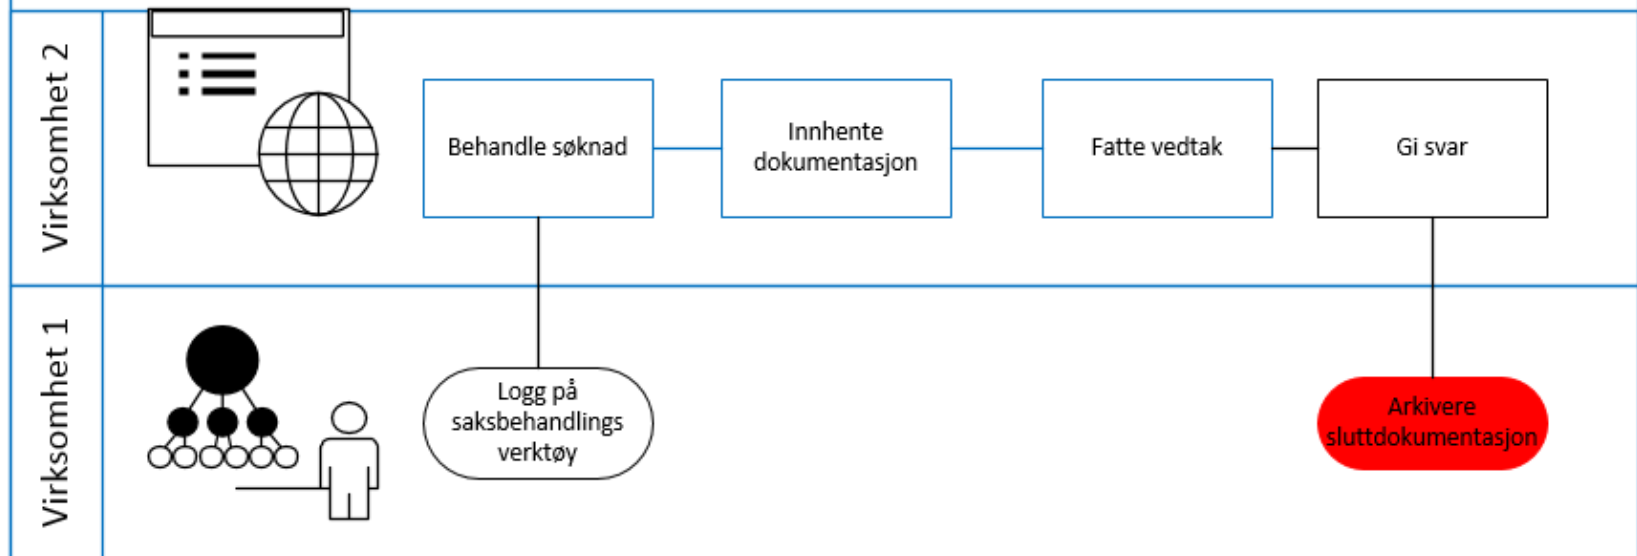 Virksomhet 2
Behandle søknad
Innhente
dokumentasjon
Fatte vedtak
Gi svar
Virksomhet 1
Logg på
saksbehandlings
verktøy
Arkivere
sluttdokumentasjon